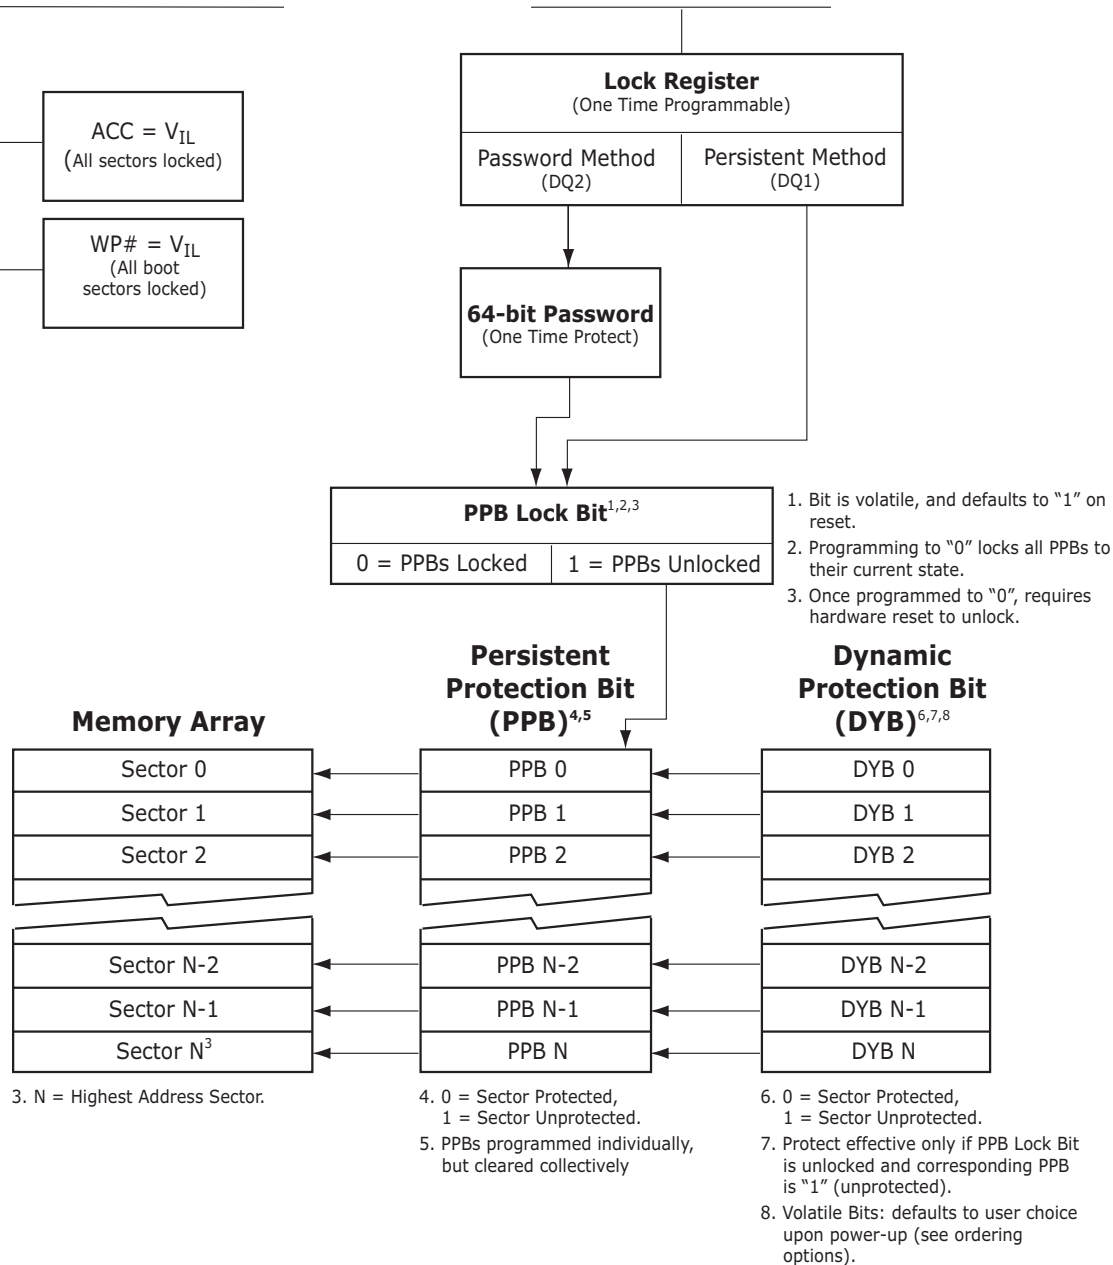 Lock Register
(One Time Programmable)
Password Method
(DQ2)
Persistent Method
(DQ1)
ACC = VIL
(All sectors locked)
WP# = VIL
(All boot
sectors locked)
64-bit Password
(One Time Protect)
PPB Lock Bit1,2,3
0 = PPBs Locked
1 = PPBs Unlocked
1. Bit is volatile, and defaults to “1” on
reset.
2. Programming to “0” locks all PPBs to
their current state.
3. Once programmed to “0”, requires
hardware reset to unlock.
Memory Array
Persistent
Protection Bit
(PPB)4,5
Dynamic
Protection Bit
(DYB)6,7,8
Sector 0
PPB 0
DYB 0
Sector 1
PPB 1
DYB 1
Sector 2
PPB 2
DYB 2
Sector N-2
PPB N-2
DYB N-2
Sector N-1
PPB N-1
DYB N-1
Sector N3
PPB N
DYB N
3. N = Highest Address Sector.
4. 0 = Sector Protected,
1 = Sector Unprotected.
5. PPBs programmed individually,
but cleared collectively
6. 0 = Sector Protected,
1 = Sector Unprotected.
7. Protect effective only if PPB Lock Bit
is unlocked and corresponding PPB
is “1” (unprotected).
8. Volatile Bits: defaults to user choice
upon power-up (see ordering
options).